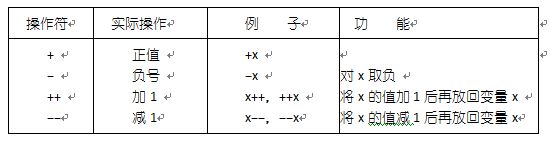 操作符 实际操作 例 子 功 能
+ 正值 +x
- 负号 -x 对 x 取负
++ 加 1 x++, ++x 将 x 的值加 1 后再放回变量 x
-- 减 1 x--, --x 将 x 的值减 1 后再放回变量 x